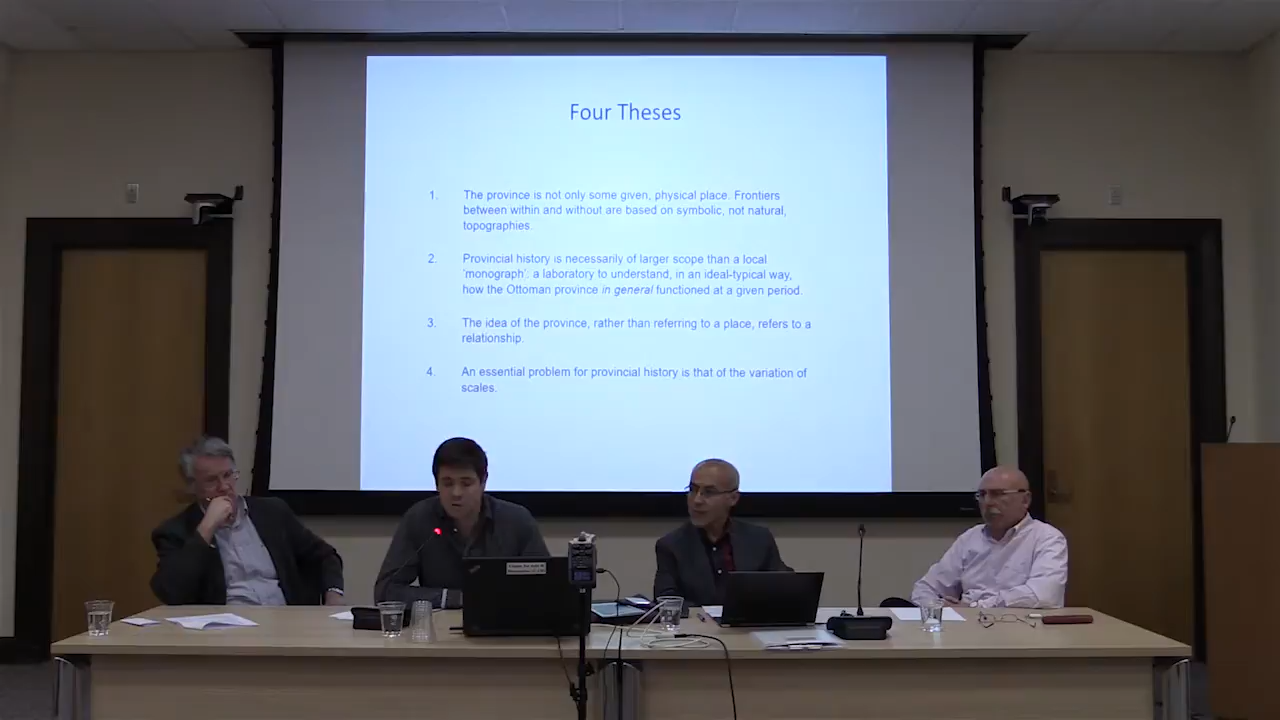 Four Theses
1. The province is not only some given, physical place. Frontiers
between within and without are based on symbolic, not natural,
topographies.
2. Provincial history is necessarily of larger scope than a local
'monograph': a laboratory to understand, in an ideal-typical way,
how the Ottoman province in general functioned at a given period.
3. The idea of the province, rather than referring to a place, refers to a
relationship.
4. An essential problem for provincial history is that of the variation of
scales.